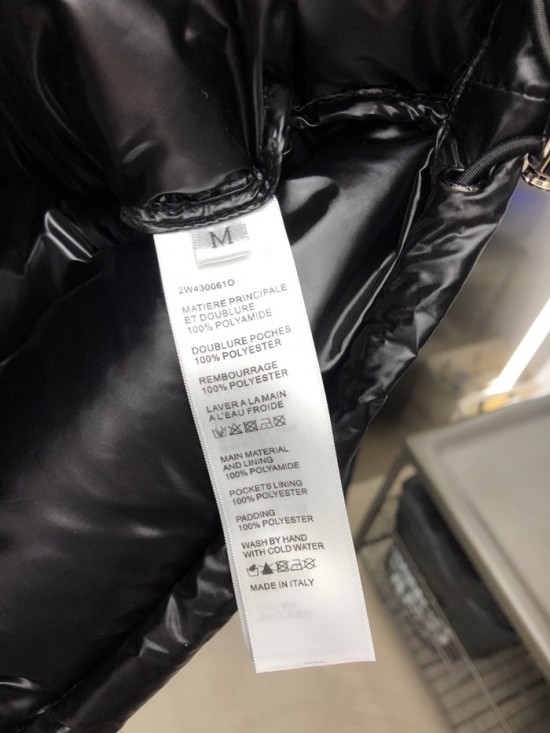 M
2W430061O
MATIERE PRINCIPALE
ET DOUBLURE
100% POLYAMIDE
DOUBLURE POCHES
100% POLYESTER
REMBOURRAGE
100% POLYESTER
LAVER A LA MAIN
A L'EAU FROIDE
MAIN MATERIAL
AND LINING
100% POLYAMIDE
POCKETS LINING
100% POLYESTER
PADDING
100% POLYESTER
WASH BY HAND
WITH COLD WATER
MADE IN ITALY